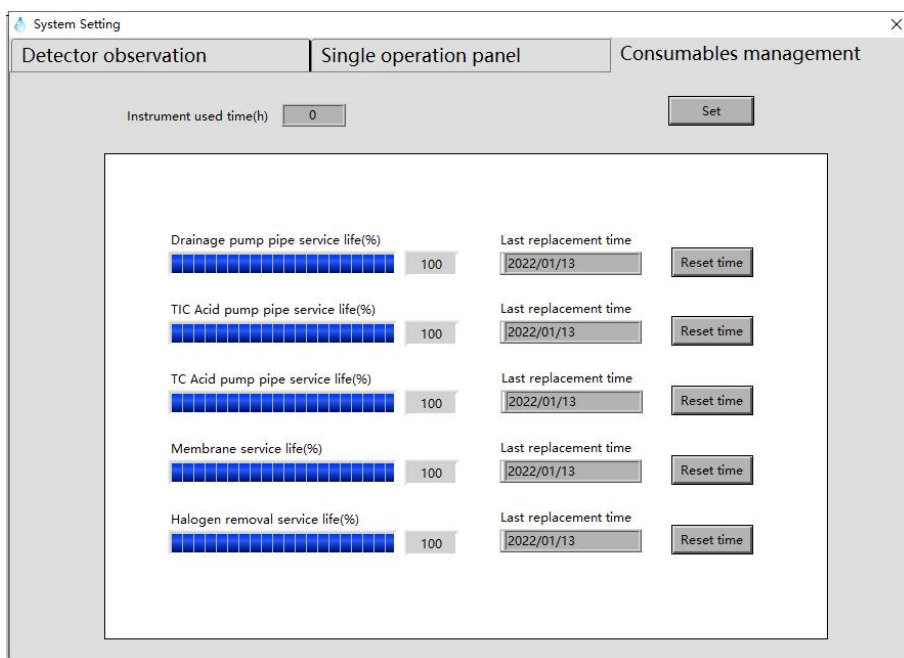 System Setting
Detector observation Single operation panel Consumables management
Instrument used time(h) 0 Set
Drainage pump pipe service life(%) Last replacement time
100 2022/01/13 Reset time
TIC Acid pump pipe service life(%) Last replacement time
100 2022/01/13 Reset time
TC Acid pump pipe service life(%) Last replacement time
100 2022/01/13 Reset time
Membrane service life(%) Last replacement time
100 2022/01/13 Reset time
Halogen removal service life(%) Last replacement time
100 2022/01/13 Reset time